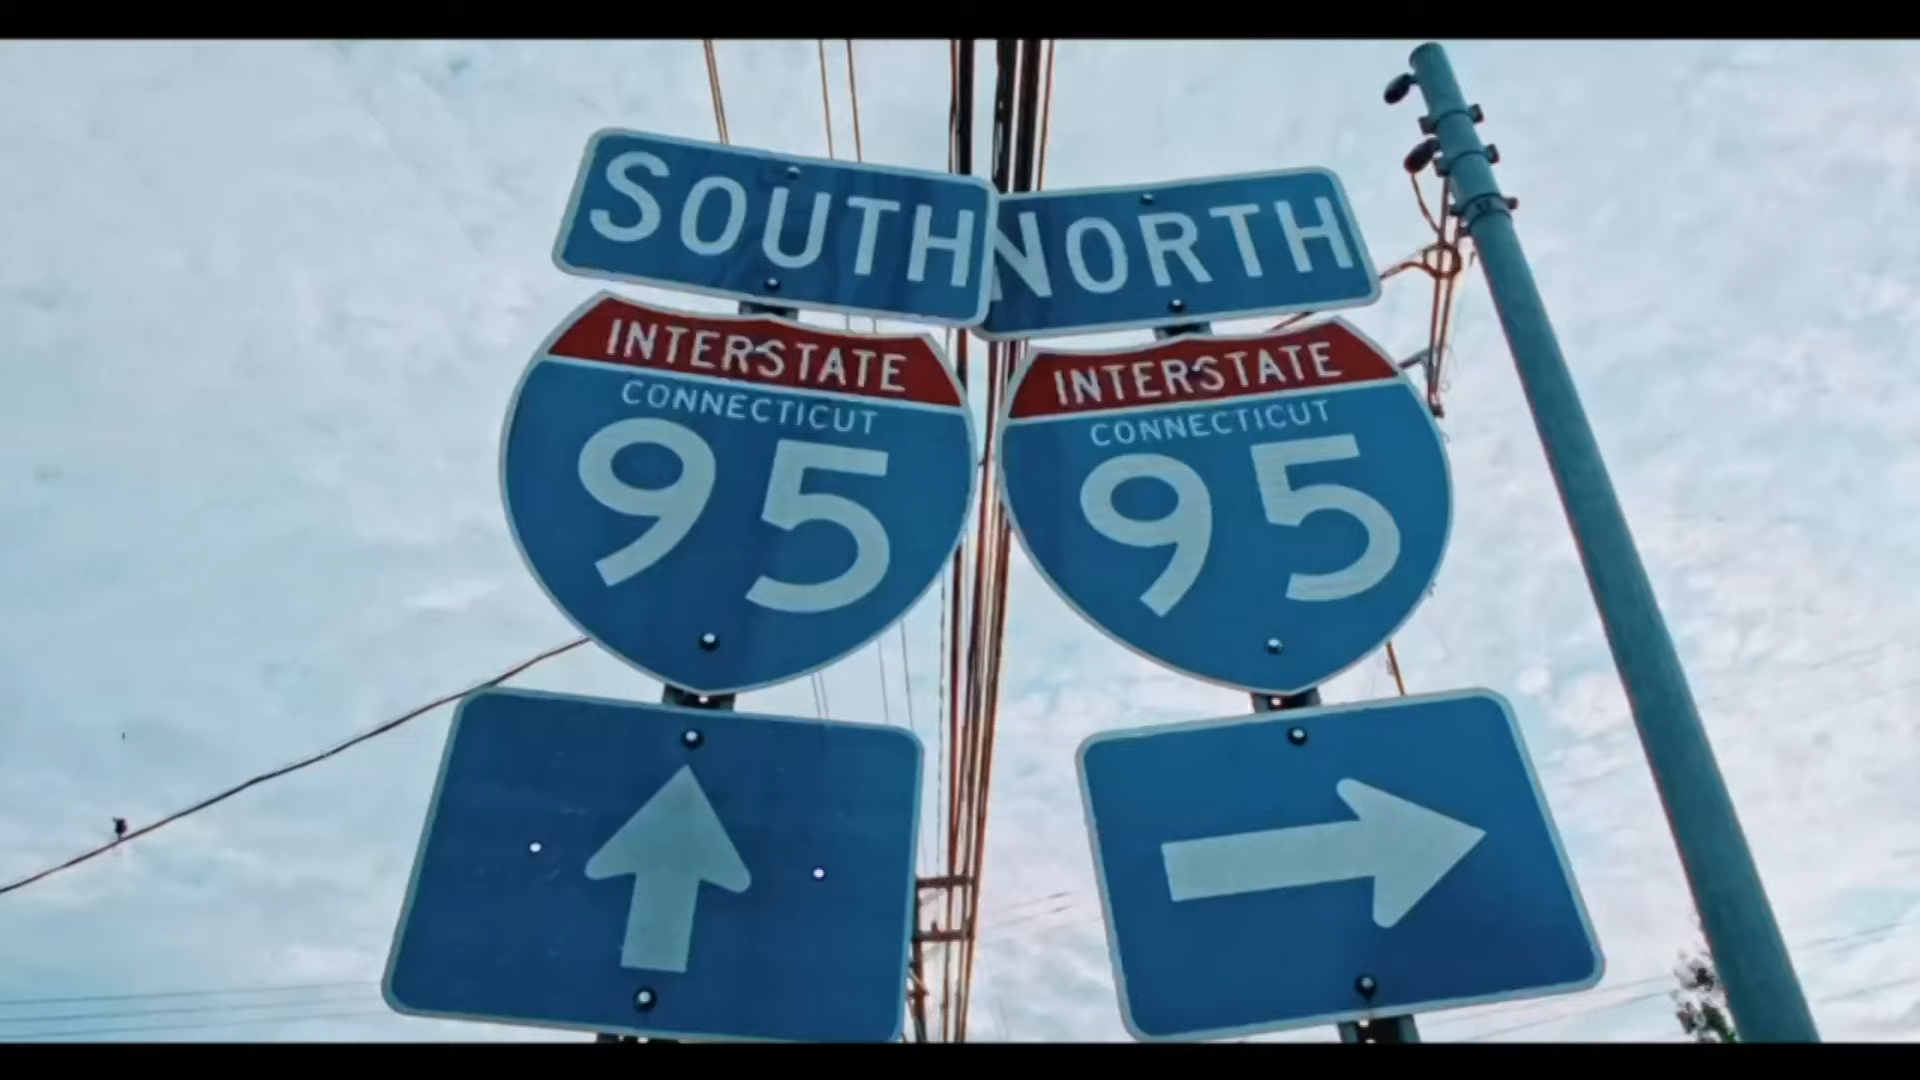 SOUTH
INTERSTATE
CONNECTICUT
95
NORTH
INTERSTATE
CONNECTICUT
95